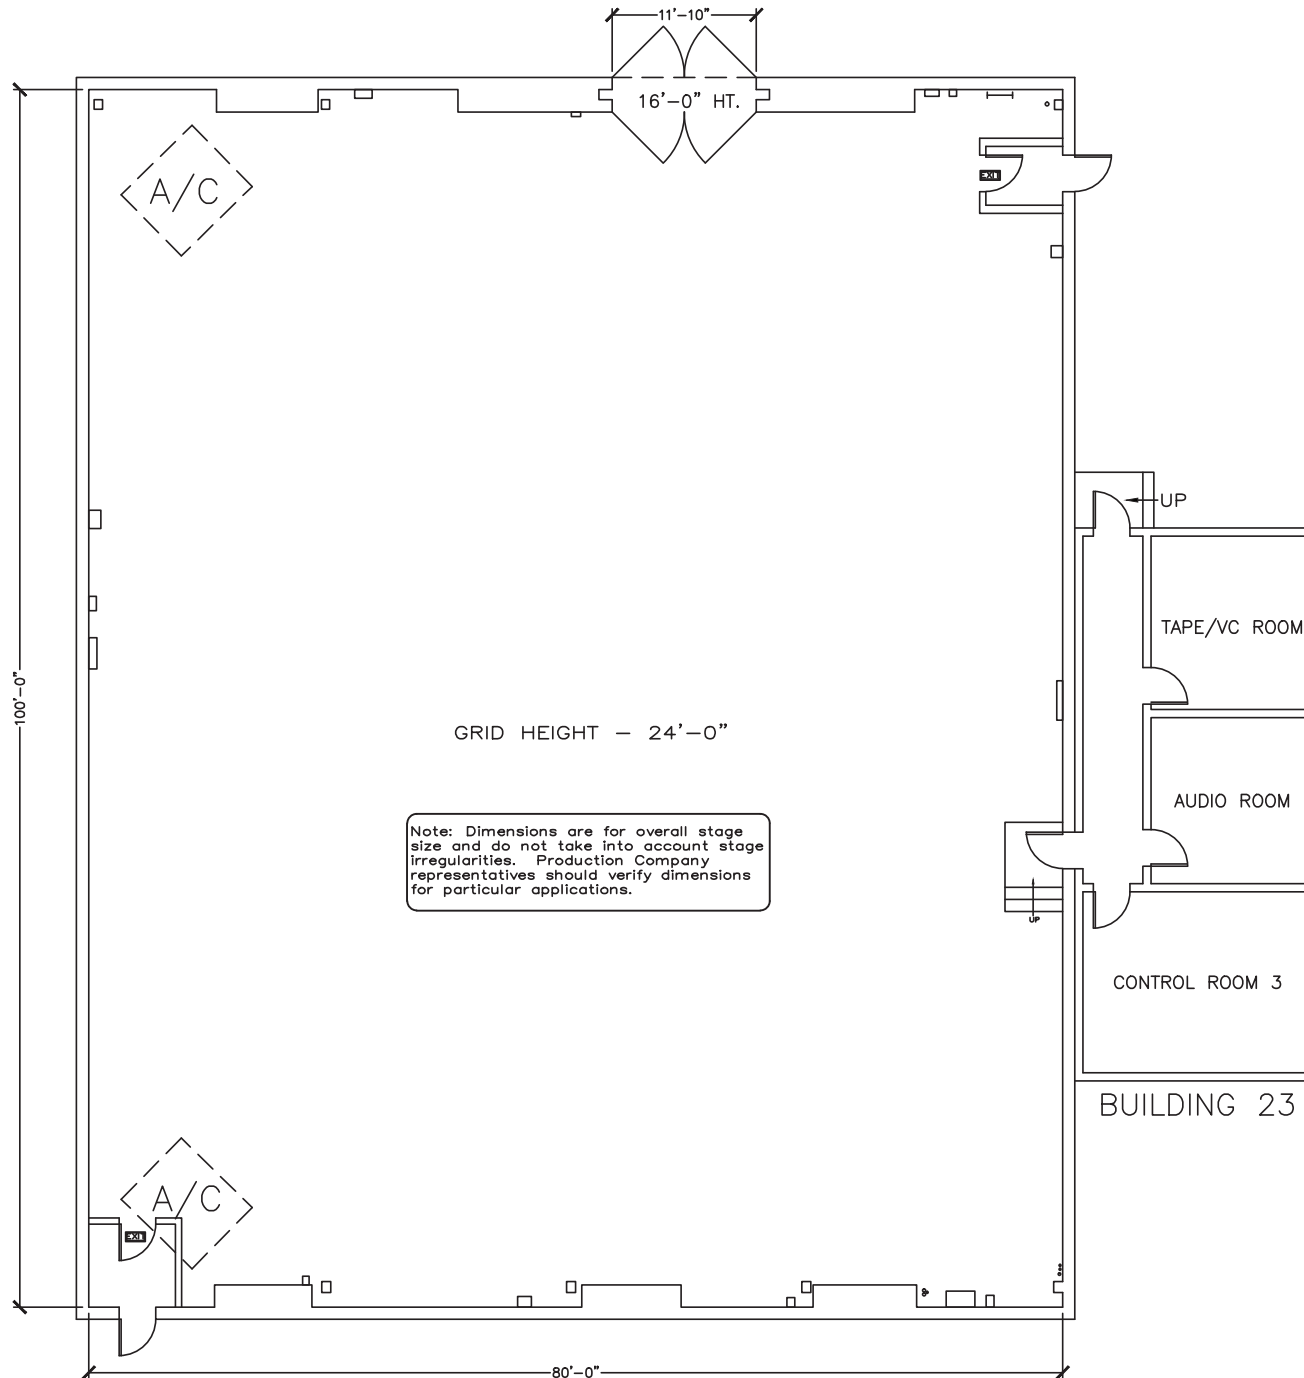 11'-10"
16'-0" HT.
A/C
EXIT
UP
TAPE/VC ROOM
100'-0"
GRID HEIGHT - 24'-0"
AUDIO ROOM
Note: Dimensions are for overall stage
size and do not take into account stage
irregularities. Production Company
representatives should verify dimensions
for particular applications.
UP
CONTROL ROOM 3
BUILDING 23
A/C
EXIT
80'-0"